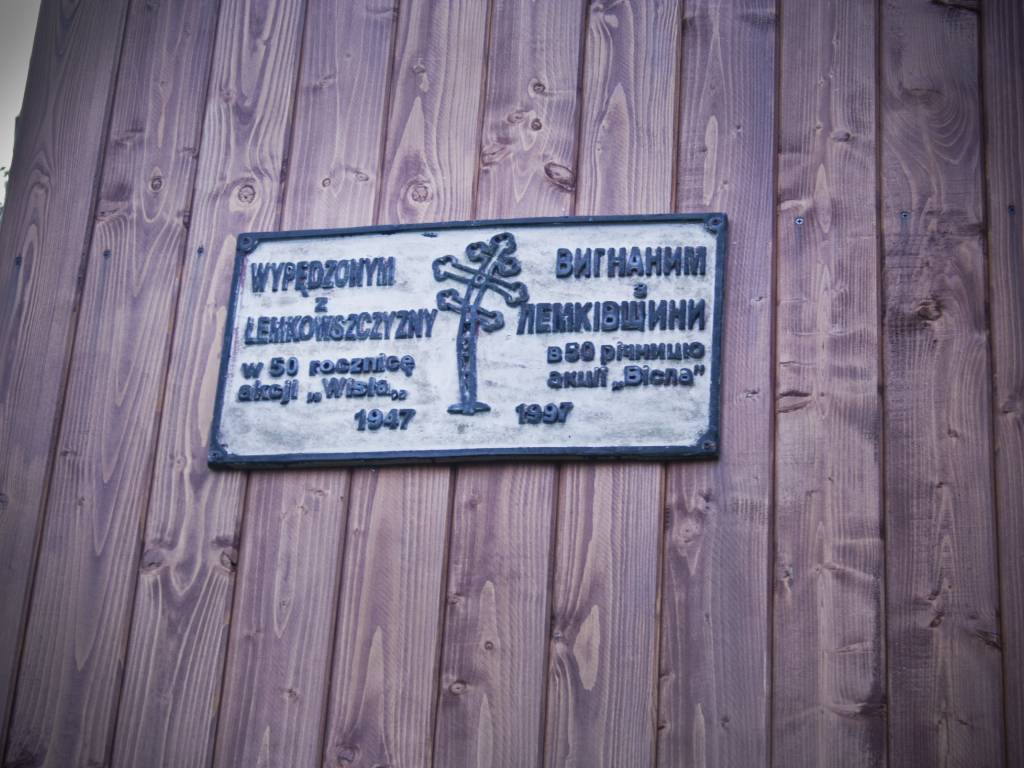 WYPĘDZONYM
z
ŁEMKOWSZCZYZNY
w 50 rocznicę
akcji „Wisła„
1947
ВИГНАНИМ
з
ЛЕМКІВЩИНИ
в 50 річницю
акції „Вісла”
1997